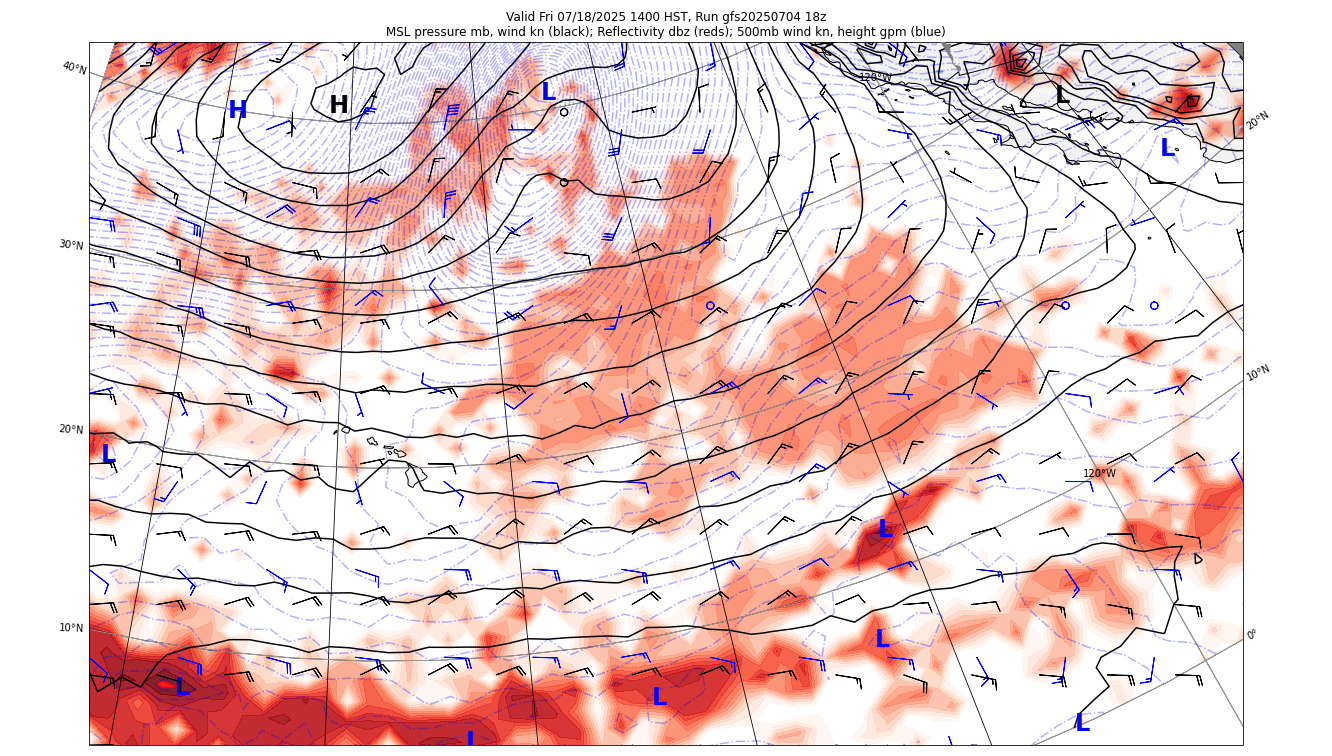 Valid Fri 07/18/2025 1400 HST, Run gfs20250704 18z
MSL pressure mb, wind kn (black); Reflectivity dbz (reds); 500mb wind kn, height gpm (blue)
40°N
120°W
H
H
L
L
L
20°N
30°N
10°N
20°N
L
120°W
L
10°N
L
0°
L
L
L
L